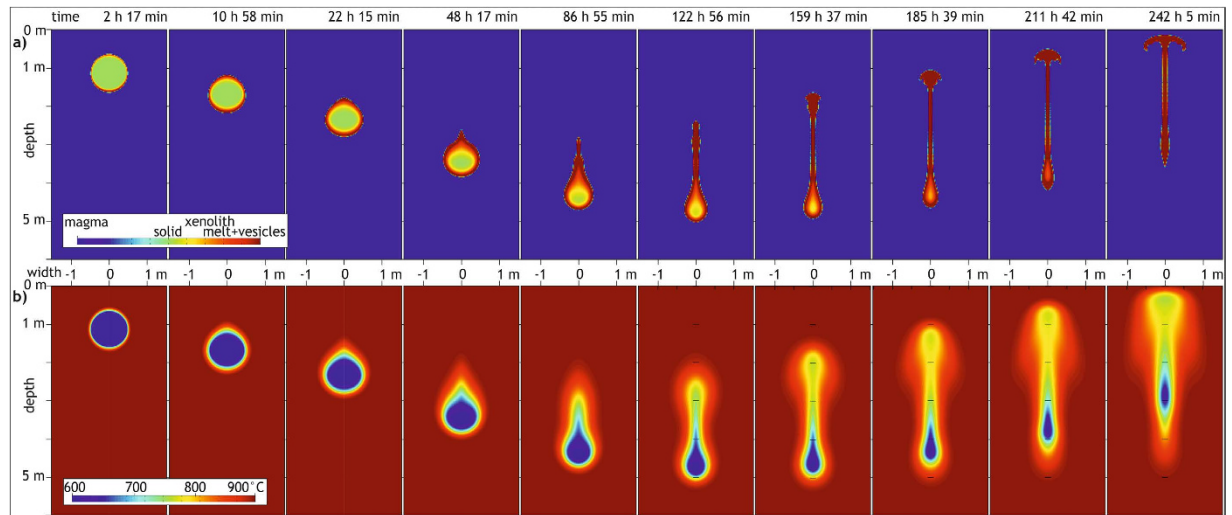 time 2 h 17 min 10 h 58 min 22 h 15 min 48 h 17 min 86 h 55 min 122 h 56 min 159 h 37 min 185 h 39 min 211 h 42 min 242 h 5 min
0 m
a)
1 m
depth
5 m
magma xenolith
solid melt+vesicles
width -1 0 1 m -1 0 1 m -1 0 1 m -1 0 1 m -1 0 1 m -1 0 1 m -1 0 1 m -1 0 1 m -1 0 1 m -1 0 1 m
0 m
b)
1 m
depth
5 m
600 700 800 900°C